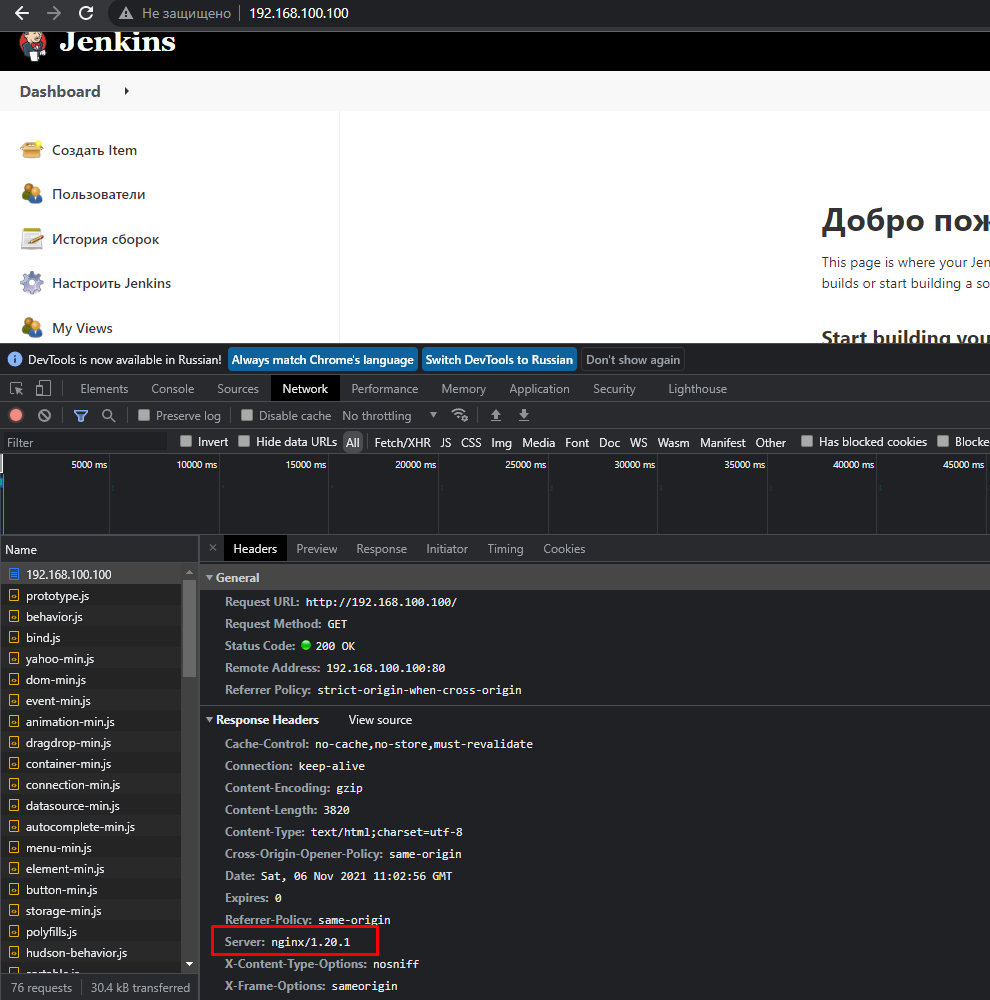 Не защищено 192.168.100.100
Jenkins
Dashboard
Создать Item
Пользователи
История сборок
Настроить Jenkins
My Views
Добро пож
This page is where your Jen
builds or start building a so
Start building you
DevTools is now available in Russian! Always match Chrome's language Switch DevTools to Russian Don't show again
Elements Console Sources Network Performance Memory Application Security Lighthouse
Preserve log Disable cache No throttling
Filter Invert Hide data URLs All Fetch/XHR JS CSS Img Media Font Doc WS Wasm Manifest Other Has blocked cookies Blocke
5000 ms 10000 ms 15000 ms 20000 ms 25000 ms 30000 ms 35000 ms 40000 ms 45000 ms
Name
192.168.100.100
prototype.js
behavior.js
bind.js
yahoo-min.js
dom-min.js
event-min.js
animation-min.js
dragdrop-min.js
container-min.js
connection-min.js
datasource-min.js
autocomplete-min.js
menu-min.js
element-min.js
button-min.js
storage-min.js
polyfills.js
hudson-behavior.js
sortable.js
76 requests 30.4 kB transferred
Headers Preview Response Initiator Timing Cookies
General
Request URL: http://192.168.100.100/
Request Method: GET
Status Code: 200 OK
Remote Address: 192.168.100.100:80
Referrer Policy: strict-origin-when-cross-origin
Response Headers View source
Cache-Control: no-cache,no-store,must-revalidate
Connection: keep-alive
Content-Encoding: gzip
Content-Length: 3820
Content-Type: text/html;charset=utf-8
Cross-Origin-Opener-Policy: same-origin
Date: Sat, 06 Nov 2021 11:02:56 GMT
Expires: 0
Referrer-Policy: same-origin
Server: nginx/1.20.1
X-Content-Type-Options: nosniff
X-Frame-Options: sameorigin